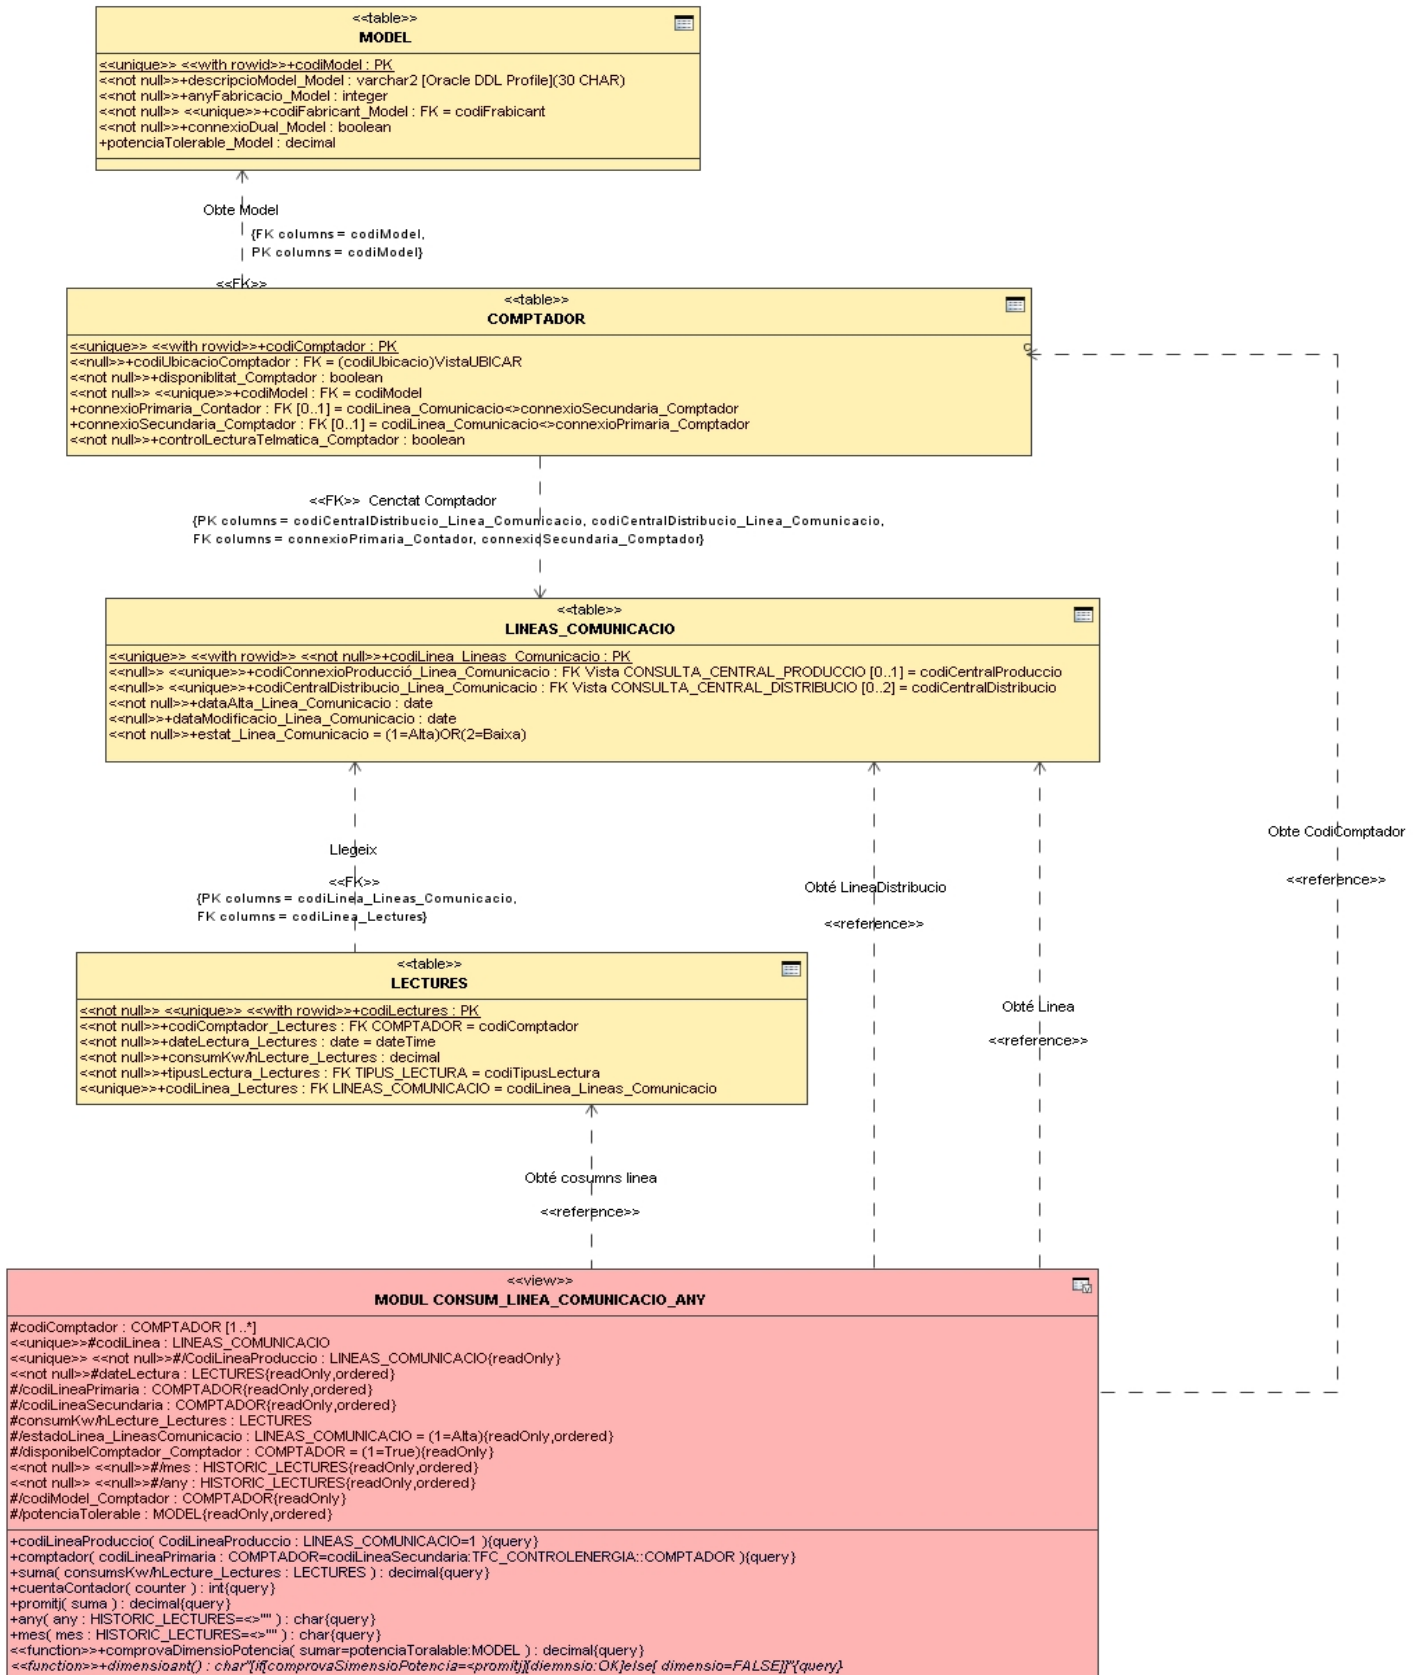 <<table>>
MODEL
<<unique>> <<with rowid>>+codiModel : PK
<<not null>>+descripcioModel_Model : varchar2 [Oracle DDL Profile](30 CHAR)
<<not null>>+anyFabricacio_Model : integer
<<not null>> <<unique>>+codiFabricant_Model : FK = codiFrabicant
<<not null>>+connexioDual_Model : boolean
+potenciaTolerable_Model : decimal
Obte Model
{FK columns = codiModel,
PK columns = codiModel}
<<FK>>
<<table>>
COMPTADOR
<<unique>> <<with rowid>>+codiComptador : PK
<<null>>+codiUbicacioComptador : FK = (codiUbicacio)VistaUBICAR
<<not null>>+disponiblitat_Comptador : boolean
<<not null>> <<unique>>+codiModel : FK = codiModel
+connexioPrimaria_Contador : FK [0..1] = codiLinea_Comunicacio<>connexioSecundaria_Comptador
+connexioSecundaria_Comptador : FK [0..1] = codiLinea_Comunicacio<>connexioPrimaria_Comptador
<<not null>>+controlLecturaTelmatica_Comptador : boolean
<<FK>> Cenctat Comptador
{PK columns = codiCentralDistribucio_Linea_Comunicacio, codiCentralDistribucio_Linea_Comunicacio,
FK columns = connexioPrimaria_Contador, connexioSecundaria_Comptador}
<<table>>
LINEAS_COMUNICACIO
<<unique>> <<with rowid>> <<not null>>+codiLinea_Lineas_Comunicacio : PK
<<null>> <<unique>>+codiConnexioProducció_Linea_Comunicacio : FK Vista CONSULTA_CENTRAL_PRODUCCIO [0..1] = codiCentralProduccio
<<null>> <<unique>>+codiCentralDistribucio_Linea_Comunicacio : FK Vista CONSULTA_CENTRAL_DISTRIBUCIO [0..2] = codiCentralDistribucio
<<not null>>+dataAlta_Linea_Comunicacio : date
<<null>>+dataModificacio_Linea_Comunicacio : date
<<not null>>+estat_Linea_Comunicacio = (1=Alta)OR(2=Baixa)
Obte CodiComptador
<<reference>>
Llegeix
<<FK>>
{PK columns = codiLinea_Lineas_Comunicacio,
FK columns = codiLinea_Lectures}
Obté LineaDistribucio
<<reference>>
<<table>>
LECTURES
<<not null>> <<unique>> <<with rowid>>+codiLectures : PK
<<not null>>+codiComptador_Lectures : FK COMPTADOR = codiComptador
<<not null>>+dateLectura_Lectures : date = dateTime
<<not null>>+consumKw/hLecture_Lectures : decimal
<<not null>>+tipusLectura_Lectures : FK TIPUS_LECTURA = codiTipusLectura
<<unique>>+codiLinea_Lectures : FK LINEAS_COMUNICACIO = codiLinea_Lineas_Comunicacio
Obté Linea
<<reference>>
Obté cosumns linea
<<reference>>
<<view>>
MODUL CONSUM_LINEA_COMUNICACIO_ANY
#codiComptador : COMPTADOR [1..*]
<<unique>>#codiLinea : LINEAS_COMUNICACIO
<<unique>> <<not null>>#/CodiLineaProduccio : LINEAS_COMUNICACIO{readOnly}
<<not null>>#dateLectura : LECTURES{readOnly,ordered}
#/codiLineaPrimaria : COMPTADOR{readOnly,ordered}
#/codiLineaSecundaria : COMPTADOR{readOnly,ordered}
#consumKw/hLecture_Lectures : LECTURES
#/estadoLinea_LineasComunicacio : LINEAS_COMUNICACIO = (1=Alta){readOnly,ordered}
#/disponibelComptador_Comptador : COMPTADOR = (1=True){readOnly}
<<not null>> <<null>>#/mes : HISTORIC_LECTURES{readOnly,ordered}
<<not null>> <<null>>#/any : HISTORIC_LECTURES{readOnly,ordered}
#/codiModel_Comptador : COMPTADOR{readOnly}
#/potenciaTolerable : MODEL{readOnly,ordered}
+codiLineaProduccio( CodiLineaProduccio : LINEAS_COMUNICACIO=1 ){query}
+comptador( codiLineaPrimaria : COMPTADOR=codiLineaSecundaria:TFC_CONTROLENERGIA::COMPTADOR ){query}
+suma( consumsKw/hLecture_Lectures : LECTURES ) : decimal{query}
+cuentaContador( counter ) : int{query}
+promitj( suma ) : decimal{query}
+any( any : HISTORIC_LECTURES=<>"" ) : char{query}
+mes( mes : HISTORIC_LECTURES=<>"" ) : char{query}
<<function>>+comprovaDimensioPotencia( sumar=potenciaToralable:MODEL ) : decimal{query}
<<function>>+dimensioant() : char"[if[comprovaSimensioPotencia=<promitj][diemnsio:OK]else[ dimensio=FALSE]]"{query}